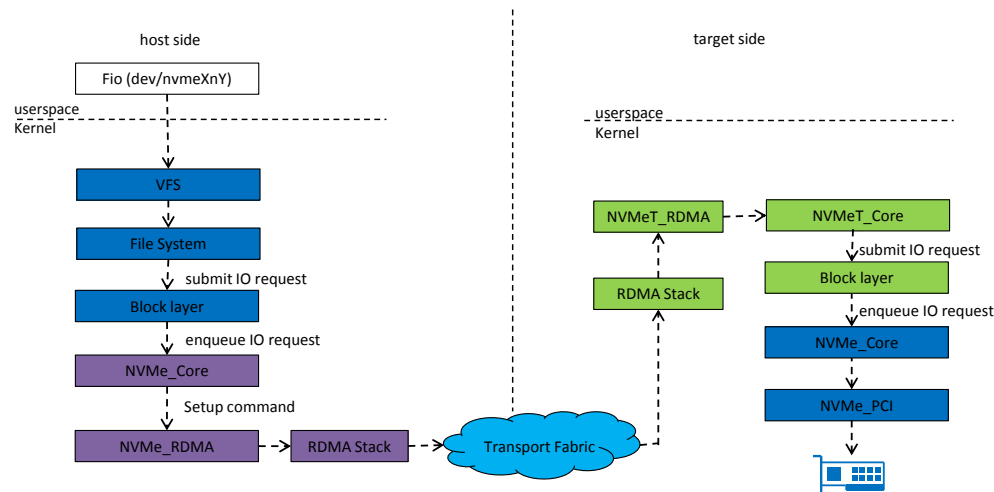 host side
Fio (dev/nvmeXnY)
userspace
Kernel
VFS
File System
submit IO request
Block layer
enqueue IO request
NVMe_Core
Setup command
NVMe_RDMA
RDMA Stack
Transport Fabric
target side
userspace
Kernel
RDMA Stack
NVMeT_RDMA
NVMeT_Core
submit IO request
Block layer
enqueue IO request
NVMe_Core
NVMe_PCI